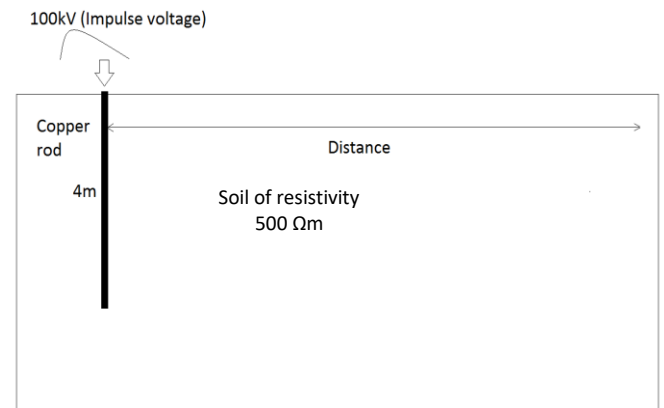 100kV (Impulse voltage)
Copper
rod
Distance
4m
Soil of resistivity
500 Ωm